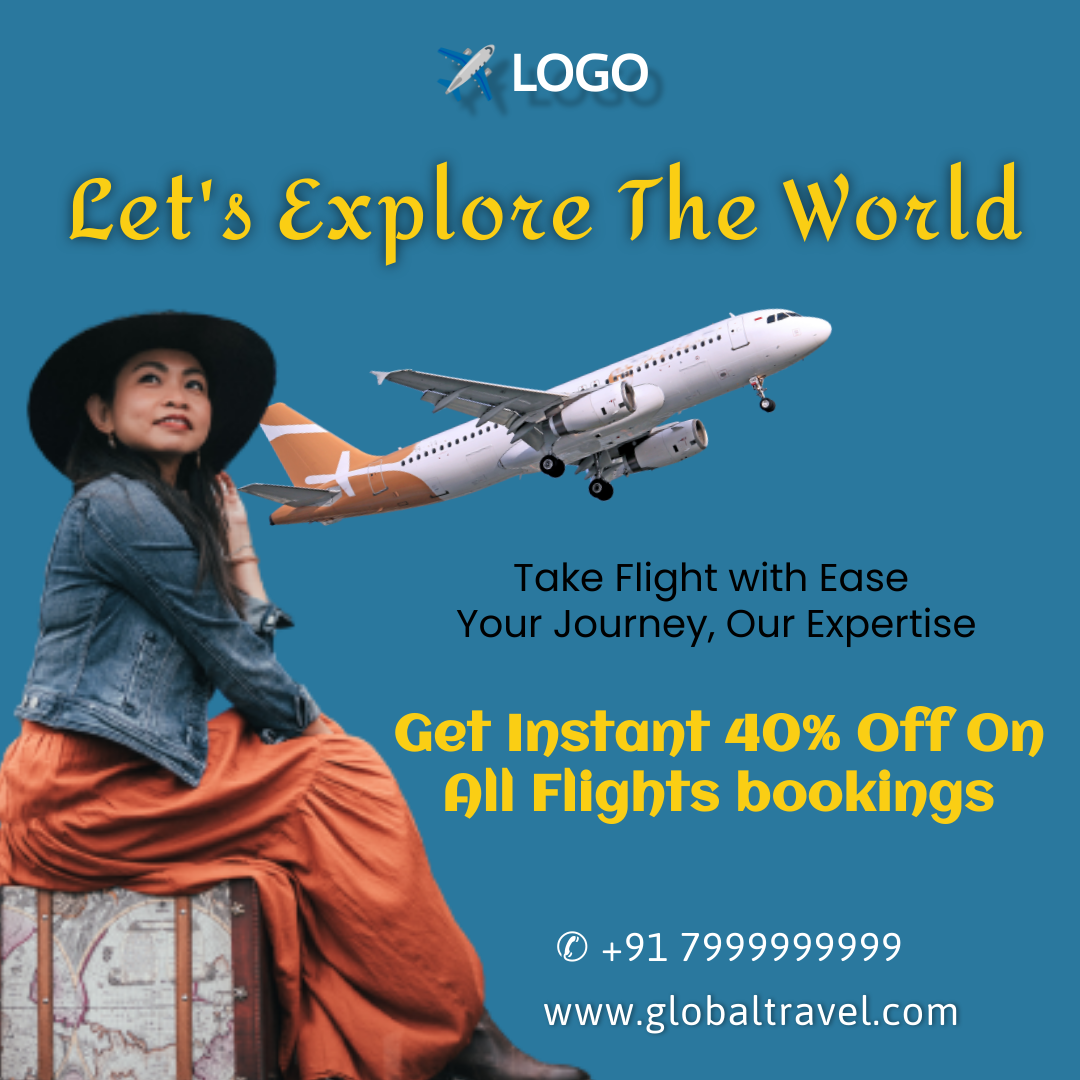 LOGO
Let's Explore The World
Take Flight with Ease
Your Journey, Our Expertise
Get Instant 40% Off On
All Flights bookings
✆ +91 7999999999
www.globaltravel.com